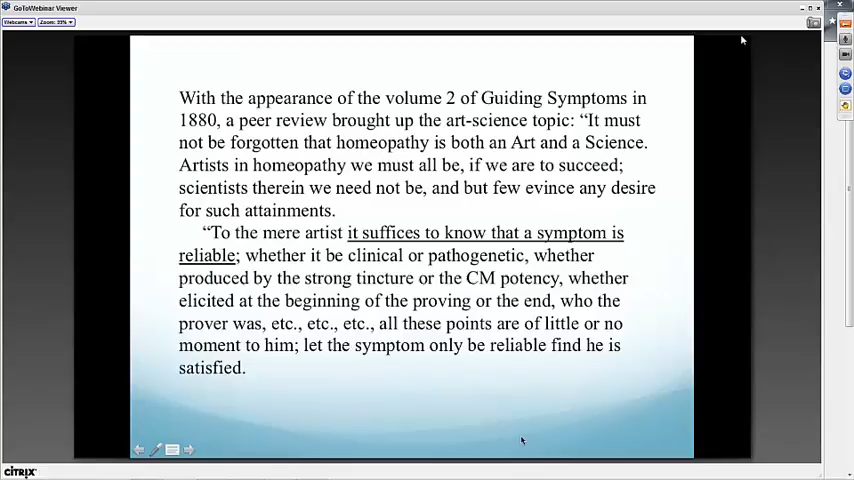 GoToWebinar Viewer
Webcams
Zoom: 33%
With the appearance of the volume 2 of Guiding Symptoms in
1880, a peer review brought up the art-science topic: “It must
not be forgotten that homeopathy is both an Art and a Science.
Artists in homeopathy we must all be, if we are to succeed;
scientists therein we need not be, and but few evince any desire
for such attainments.
“To the mere artist it suffices to know that a symptom is
reliable; whether it be clinical or pathogenetic, whether
produced by the strong tincture or the CM potency, whether
elicited at the beginning of the proving or the end, who the
prover was, etc., etc., etc., all these points are of little or no
moment to him; let the symptom only be reliable find he is
satisfied.
CITRIX